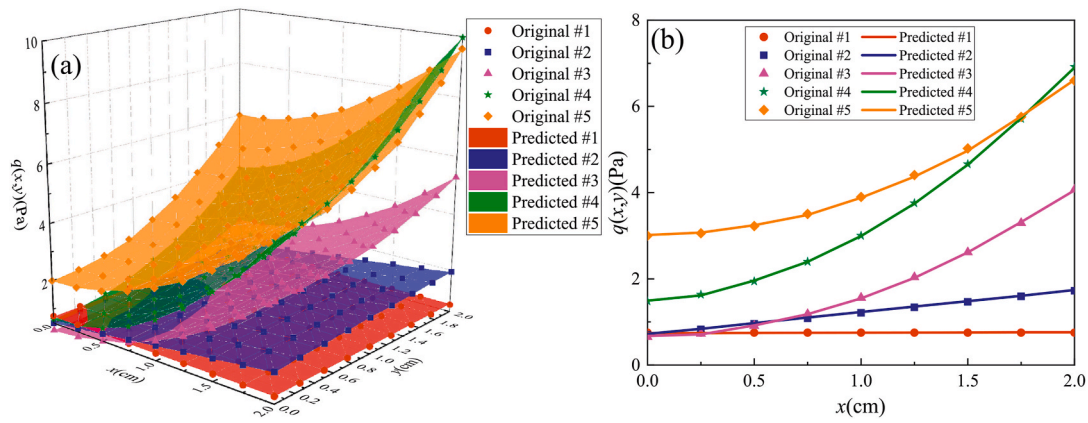 (a)
10
8
6
4
2
q(x,y)(Pa)
0.0
0.5
1.0
1.5
2.0
x(cm)
0.0
0.2
0.4
0.6
0.8
1.0
1.2
1.4
1.6
1.8
2.0
y(cm)
Original #1
Original #2
Original #3
Original #4
Original #5
Predicted #1
Predicted #2
Predicted #3
Predicted #4
Predicted #5
(b)
Original #1 Predicted #1
Original #2 Predicted #2
Original #3 Predicted #3
Original #4 Predicted #4
Original #5 Predicted #5
8
6
4
2
0
q(x,y)(Pa)
0.0 0.5 1.0 1.5 2.0
x(cm)